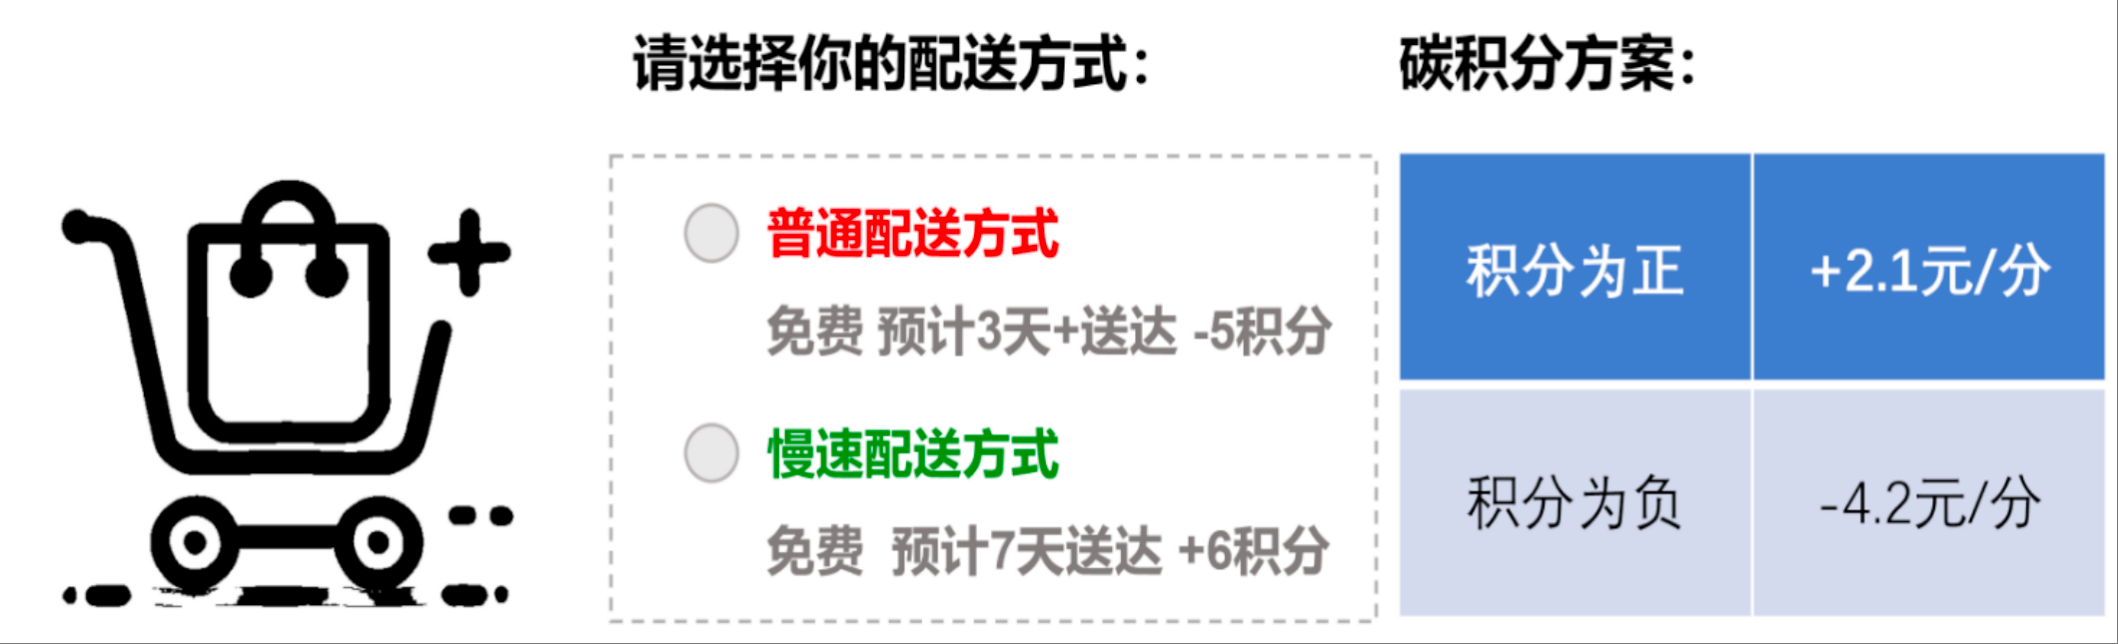 请选择你的配送方式：
普通配送方式
免费 预计3天+送达 -5积分
慢速配送方式
免费 预计7天送达 +6积分
碳积分方案：
积分为正 +2.1元/分
积分为负 -4.2元/分